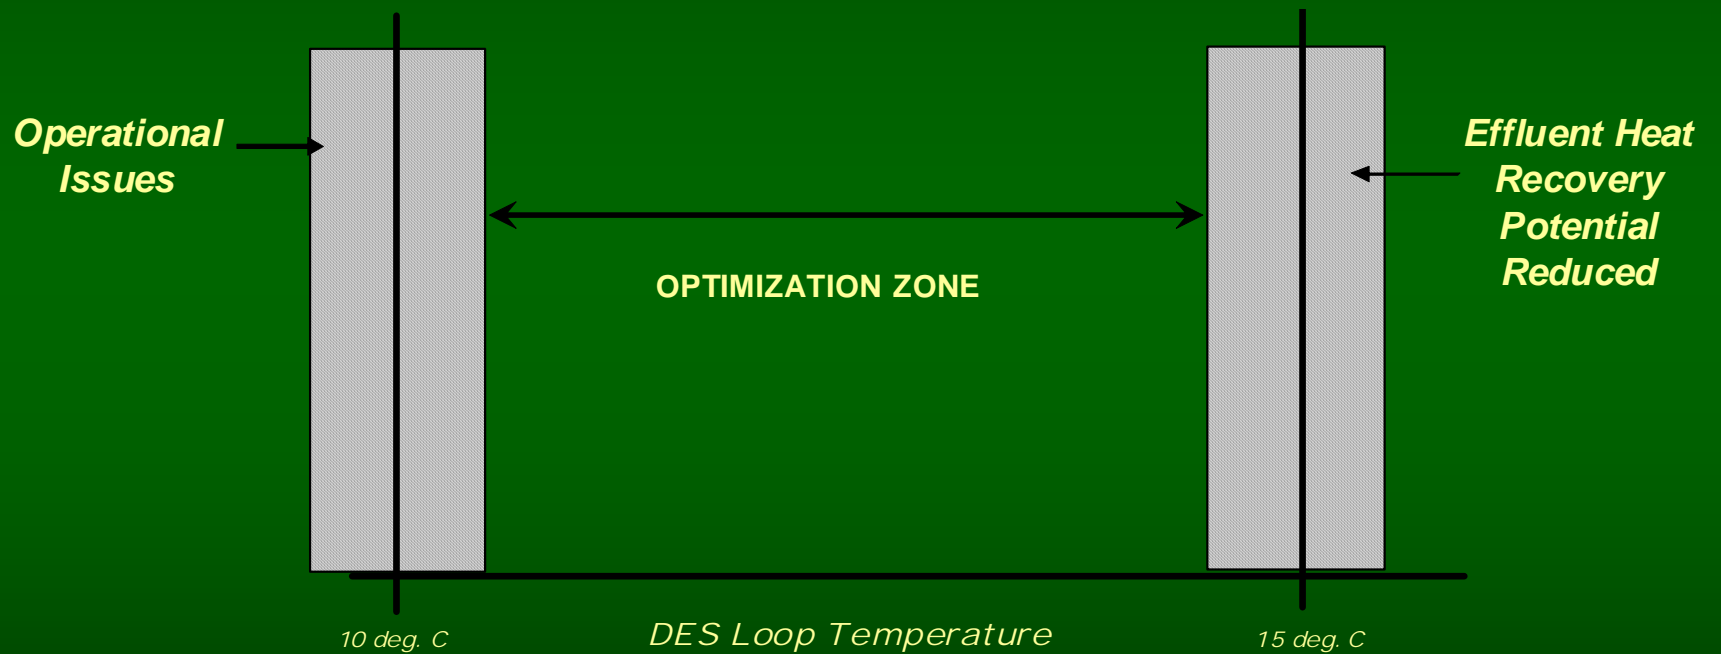 Operational
Issues
Effluent Heat
Recovery
Potential
Reduced
OPTIMIZATION ZONE
10 deg. C
DES Loop Temperature
15 deg. C